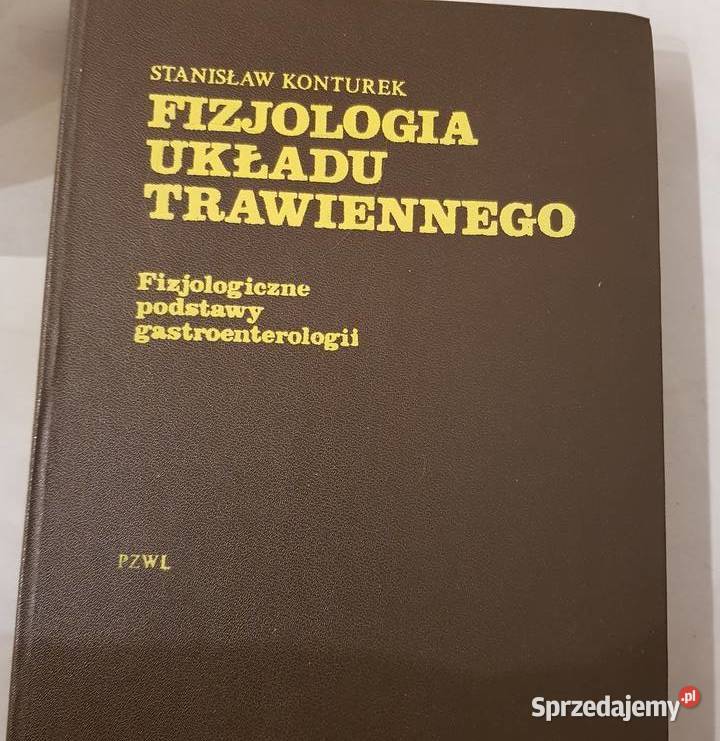 STANISŁAW KONTUREK
FIZJOLOGIA
UKŁADU
TRAWIENNEGO
Fizjologiczne
podstawy
gastroenterologii
PZWL
Sprzedajemy.pl